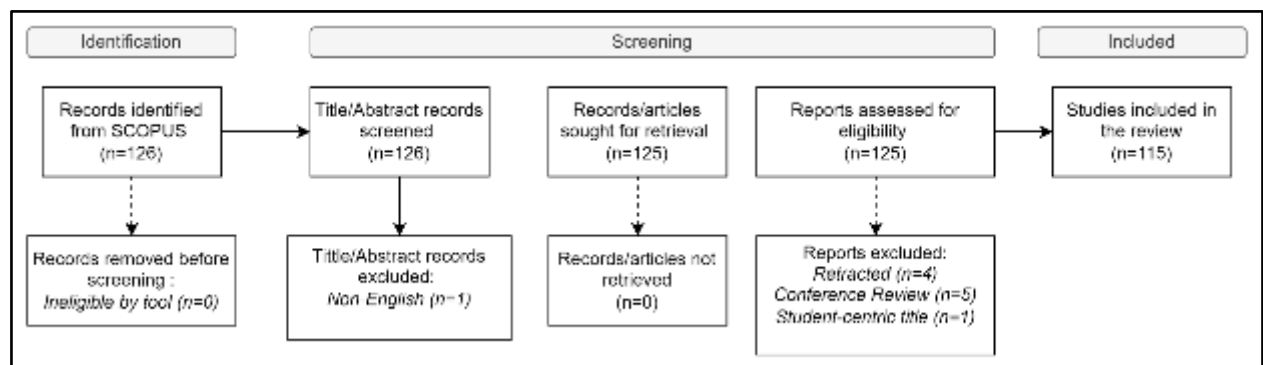 Identification
Screening
Included
Records identified
from SCOPUS
(n=126)
Title/Abstract records
screened
(n=126)
Records/articles
sought for retrieval
(n=125)
Reports assessed for
eligibility
(n=125)
Studies included in
the review
(n=115)
Records removed before
screening :
Ineligible by tool (n=0)
Tittle/Abstract records
excluded:
Non English (n=1)
Records/articles not
retrieved
(n=0)
Reports excluded:
Retracted (n=4)
Conference Review (n=5)
Student-centric title (n=1)